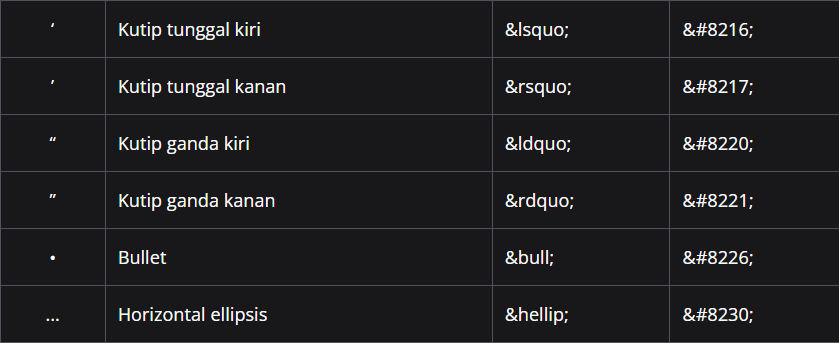 ‘ Kutip tunggal kiri &lsquo; &#8216;
’ Kutip tunggal kanan &rsquo; &#8217;
“ Kutip ganda kiri &ldquo; &#8220;
” Kutip ganda kanan &rdquo; &#8221;
• Bullet &bull; &#8226;
… Horizontal ellipsis &hellip; &#8230;